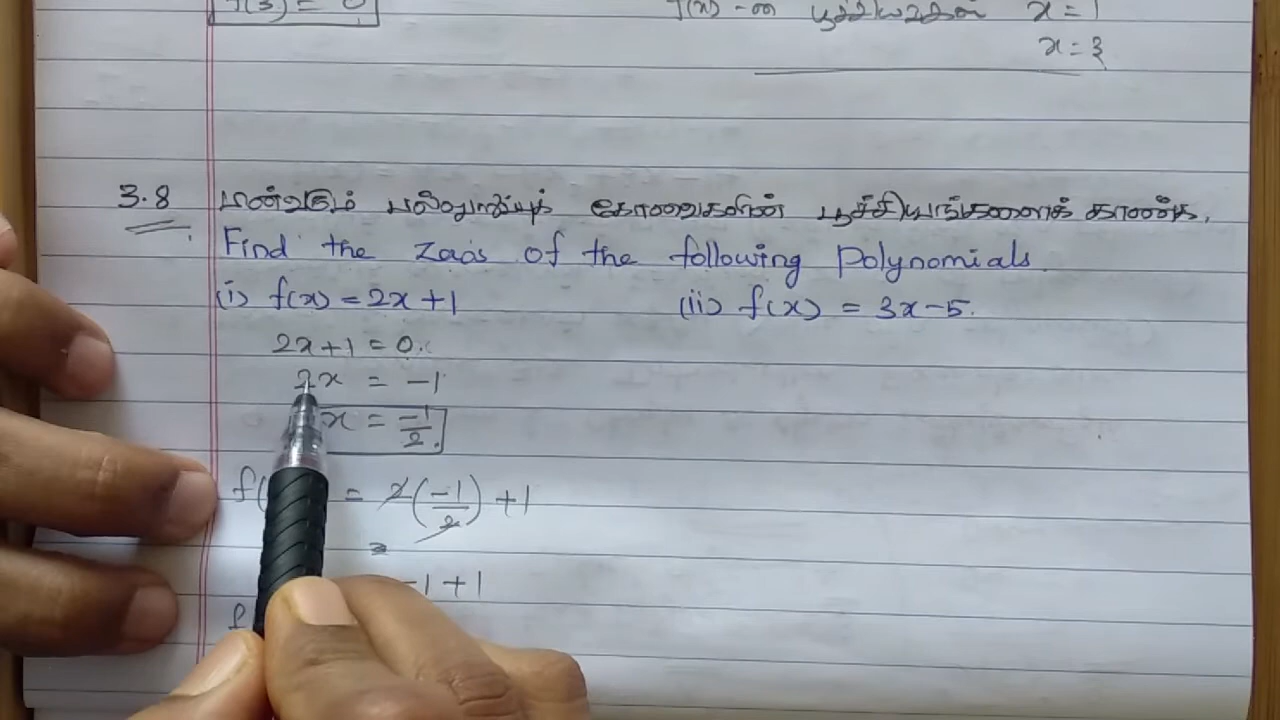 f(3) = 0
f(x) - ன் பூச்சியங்கள் x = 1
x = 3
3.8 பின்வரும் பல்லுறுப்புக் கோவைகளின் பூச்சியங்களைக் காண்க.
Find the Zeros of the following Polynomials.
(i) f(x) = 2x + 1 (ii) f(x) = 3x - 5.
2x + 1 = 0.
2x = -1
x = -1/2.
f( = 2(-1/2) + 1
=
-1 + 1
f